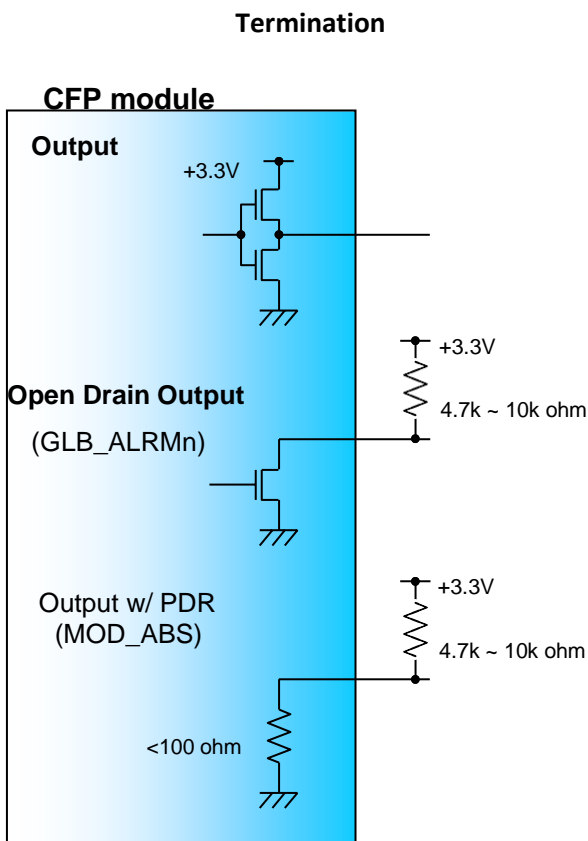 Termination
CFP module
Output
+3.3V
+3.3V
4.7k ~ 10k ohm
Open Drain Output
(GLB_ALRMn)
+3.3V
4.7k ~ 10k ohm
Output w/ PDR
(MOD_ABS)
<100 ohm